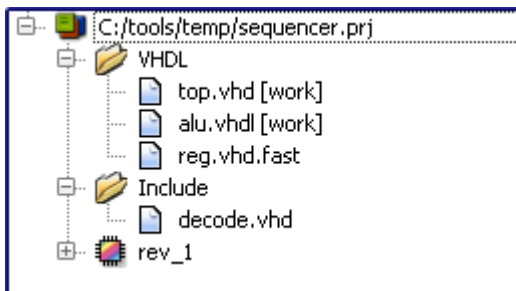 C:/tools/temp/sequencer.prj
VHDL
top.vhd [work]
alu.vhdl [work]
reg.vhd.fast
Include
decode.vhd
rev_1